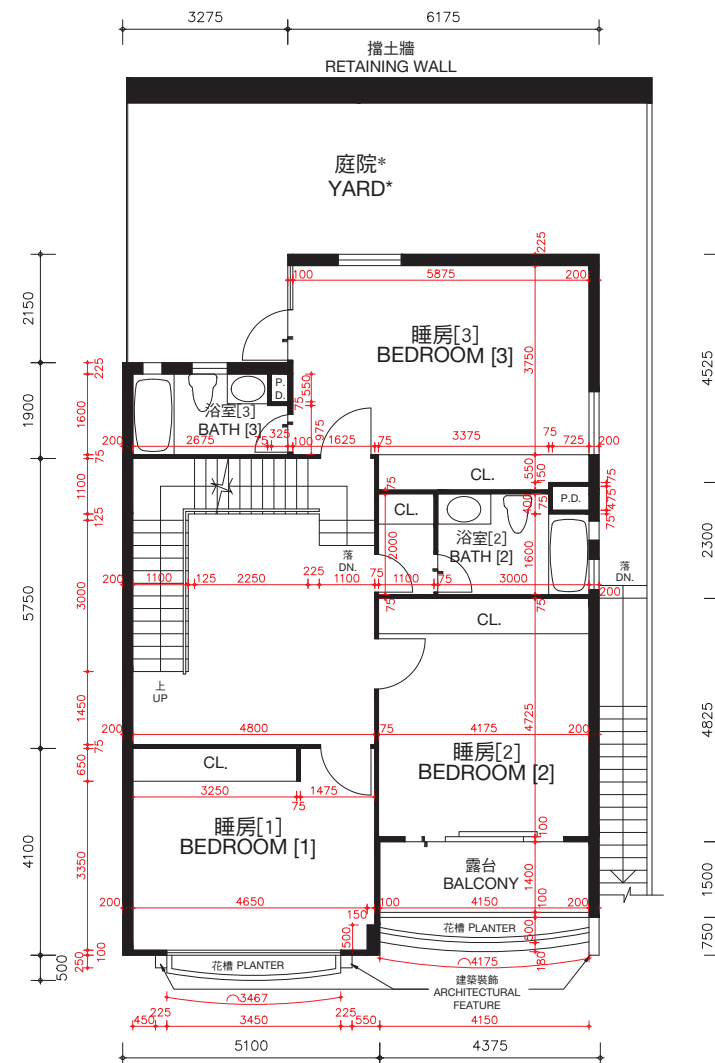 3275
6175
擋土牆
RETAINING WALL
庭院*
YARD*
225
100
5875
200
2150
4525
睡房[3]
BEDROOM [3]
3750
225
P.
D.
550
75
1900
1600
浴室[3]
BATH [3]
325
975
200
2675
75
100
1625
75
3375
75
725
200
75
CL.
550
150
75
1100
75
CL.
400
75
P.D.
475
75
125
浴室[2]
BATH [2]
2000
1600
2300
落
DN.
落
DN.
200
1100
125
2250
225
1100
75
1100
75
3000
200
75
75
3000
5750
CL.
上
UP
1450
4725
4825
200
4800
75
4175
200
75
650
CL.
睡房[2]
BEDROOM [2]
3250
1475
75
睡房[1]
BEDROOM [1]
100
4100
3350
露台
BALCONY
1400
1500
200
4650
150
100
4150
200
100
花槽 PLANTER
500
500
750
100
250
500
花槽 PLANTER
4175
180
建築裝飾
ARCHITECTURAL
FEATURE
3467
450
225
3450
225
550
4150
5100
4375